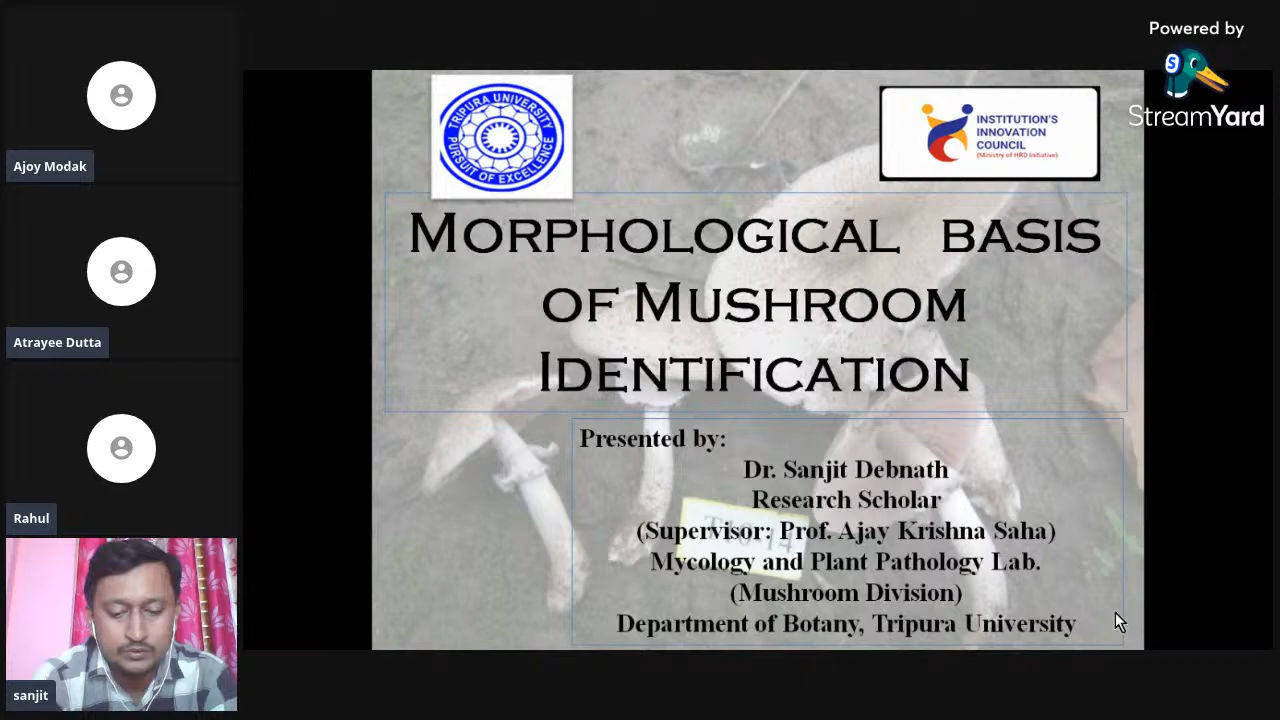 Powered by
StreamYard
Ajoy Modak
Atrayee Dutta
Rahul
sanjit
TRIPURA UNIVERSITY
PURSUIT OF EXCELLENCE
INSTITUTION'S
INNOVATION
COUNCIL
(Ministry of HRD Initiative)
MORPHOLOGICAL BASIS
OF MUSHROOM
IDENTIFICATION
Presented by:
Dr. Sanjit Debnath
Research Scholar
(Supervisor: Prof. Ajay Krishna Saha)
Mycology and Plant Pathology Lab.
(Mushroom Division)
Department of Botany, Tripura University